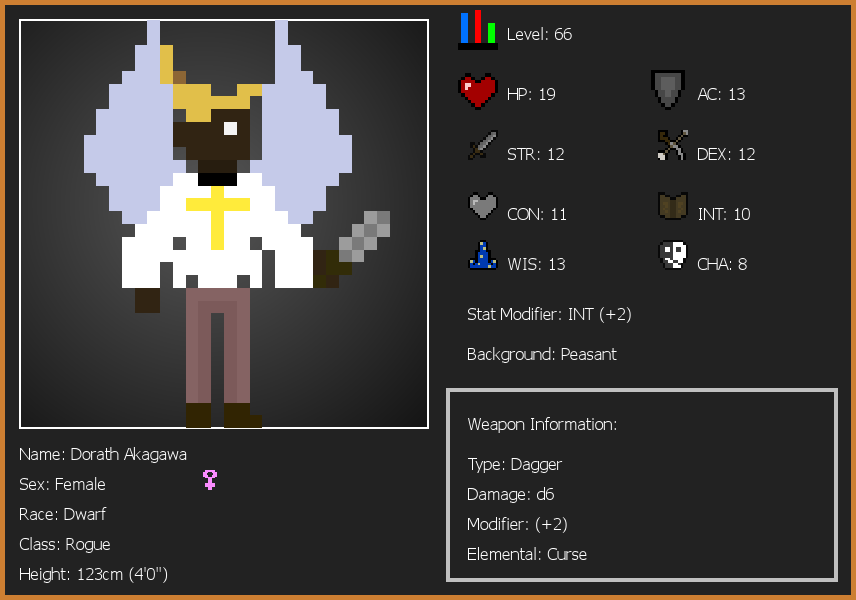 Level: 66
HP: 19
AC: 13
STR: 12
DEX: 12
CON: 11
INT: 10
WIS: 13
CHA: 8
Stat Modifier: INT (+2)
Background: Peasant
Weapon Information:
Type: Dagger
Damage: d6
Modifier: (+2)
Elemental: Curse
Name: Dorath Akagawa
Sex: Female
Race: Dwarf
Class: Rogue
Height: 123cm (4'0")